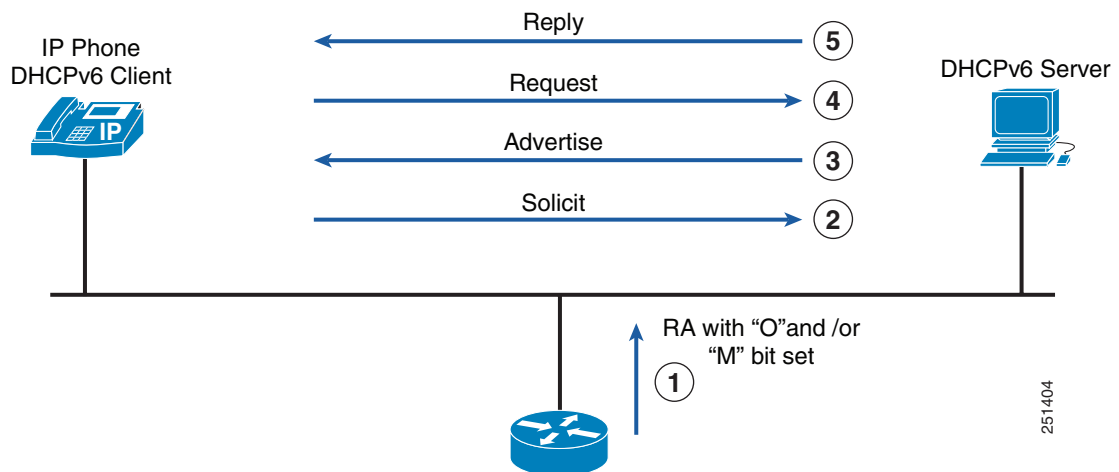 Reply
5
IP Phone
DHCPv6 Client
DHCPv6 Server
Request
4
IP
Advertise
3
Solicit
2
RA with “O”and /or
“M” bit set
1
251404